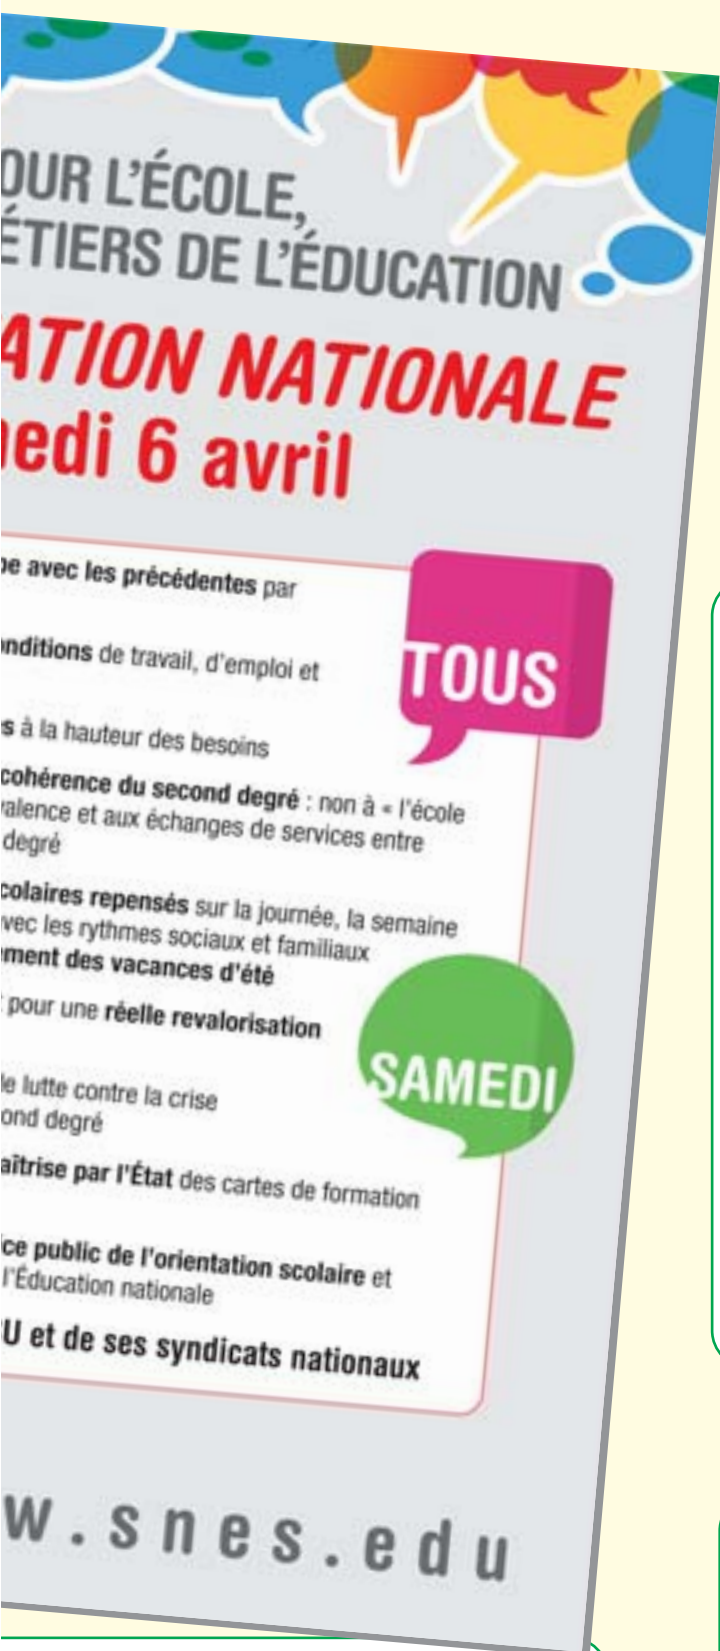 OUR L'ÉCOLE,
ÉTIERS DE L'ÉDUCATION
ATION NATIONALE
edi 6 avril
pe avec les précédentes par
nditions de travail, d'emploi et
TOUS
s à la hauteur des besoins
cohérence du second degré : non à « l'école
valence et aux échanges de services entre
degré
colaires repensés sur la journée, la semaine
vec les rythmes sociaux et familiaux
ment des vacances d'été
pour une réelle revalorisation
SAMEDI
le lutte contre la crise
ond degré
aîtrise par l'État des cartes de formation
ce public de l'orientation scolaire et
l'Éducation nationale
U et de ses syndicats nationaux
w.snes.edu